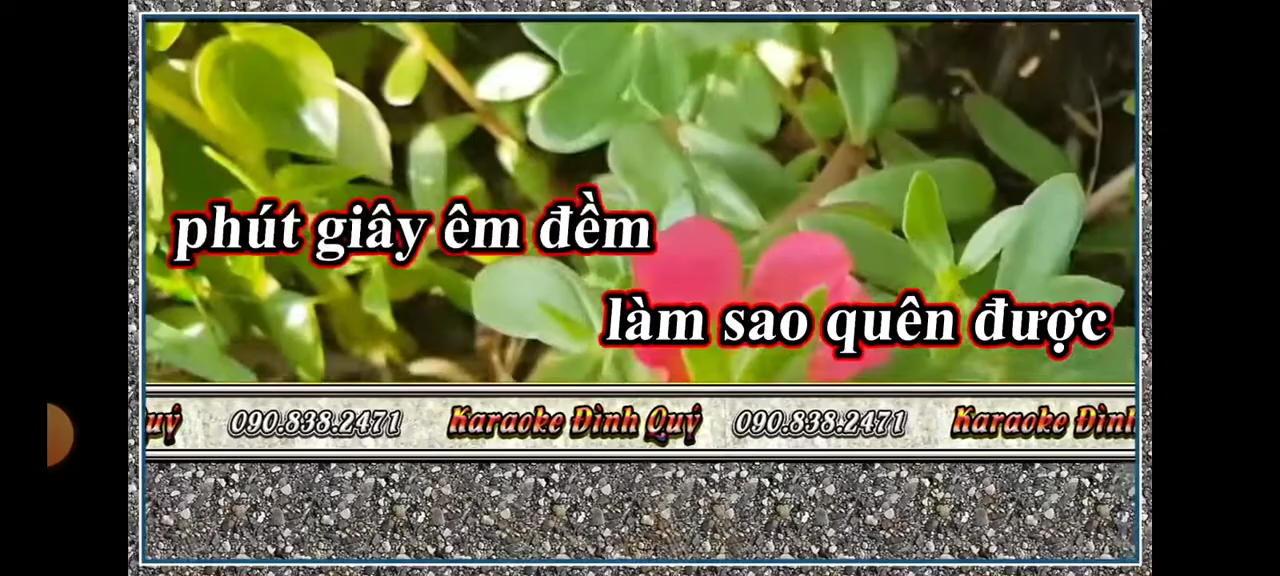 phút giây êm đềm
làm sao quên được
uý 090.838.2471 Karaoke Đình Quý 090.838.2471 Karaoke Đình